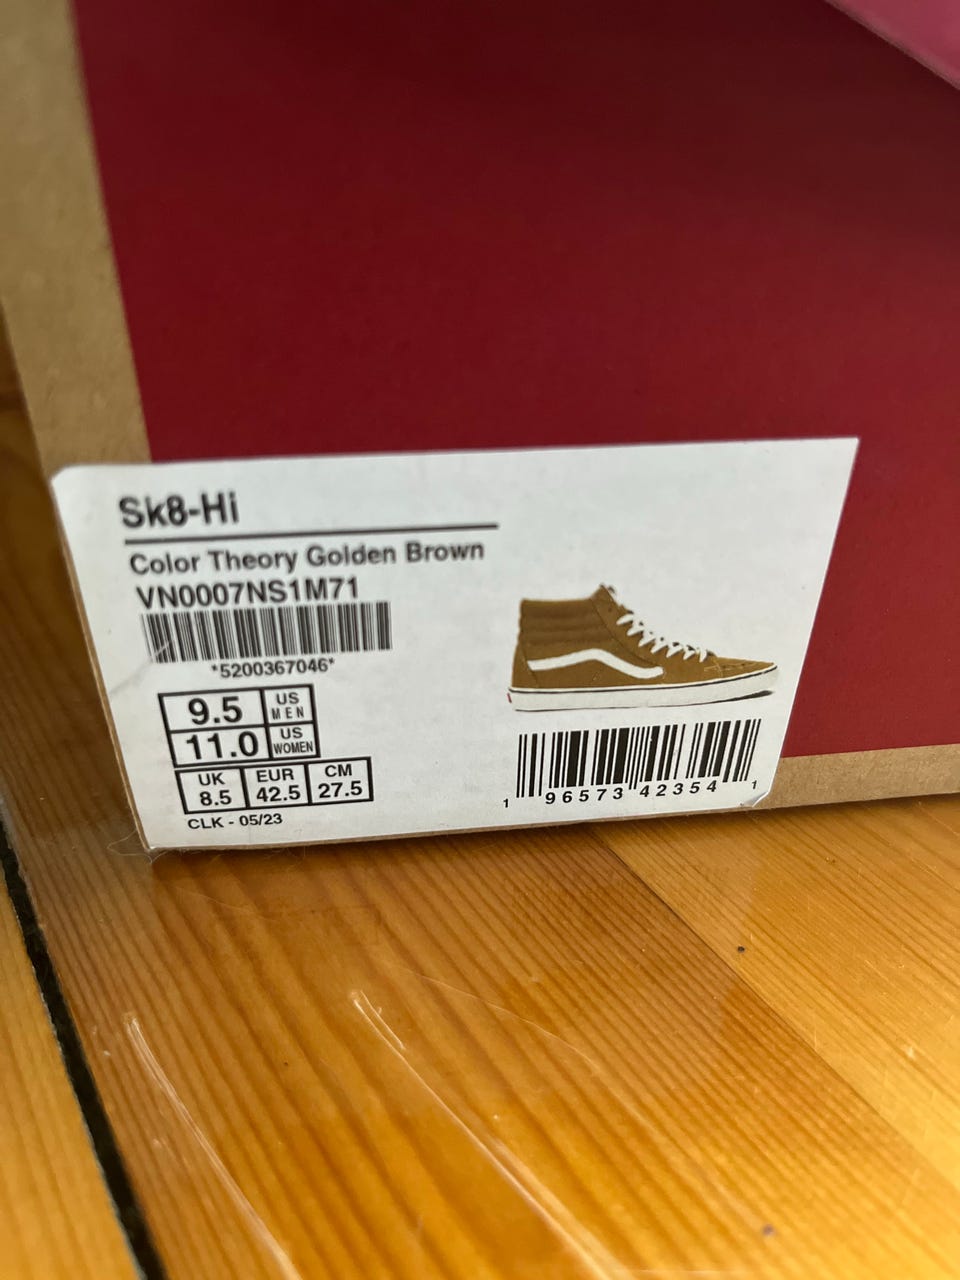 Sk8-Hi
Color Theory Golden Brown
VN0007NS1M71
*5200367046*
9.5 US MEN
11.0 US WOMEN
UK EUR CM
8.5 42.5 27.5
CLK - 05/23
1 96573 42354 1